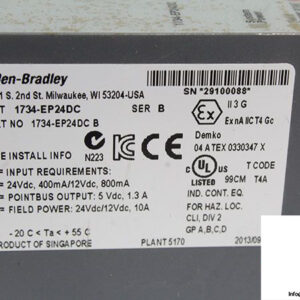 len-Bradley
1 S. 2nd St. Milwaukee, WI 53204-USA
T 1734-EP24DC SER B
T NO 1734-EP24DC B
SN "29100088"
II 3 G
Ex nA IIC T4 Gc
Demko
04 ATEX 0330347 X
E INSTALL INFO
N223
C UL US LISTED
T CODE
99CM T4A
IND. CONT. EQ.
FOR HAZ. LOC.
CLI, DIV 2
GP A,B,C,D
= INPUT REQUIREMENTS:
24Vdc, 400mA/12Vdc, 800mA
= POINTBUS OUTPUT: 5 Vdc, 1.3 A
= FIELD POWER: 24Vdc/12Vdc, 10A
- 20 C < Ta < + 55 C
PRODUCT OF SINGAPORE
PLANT 5170
2013/09